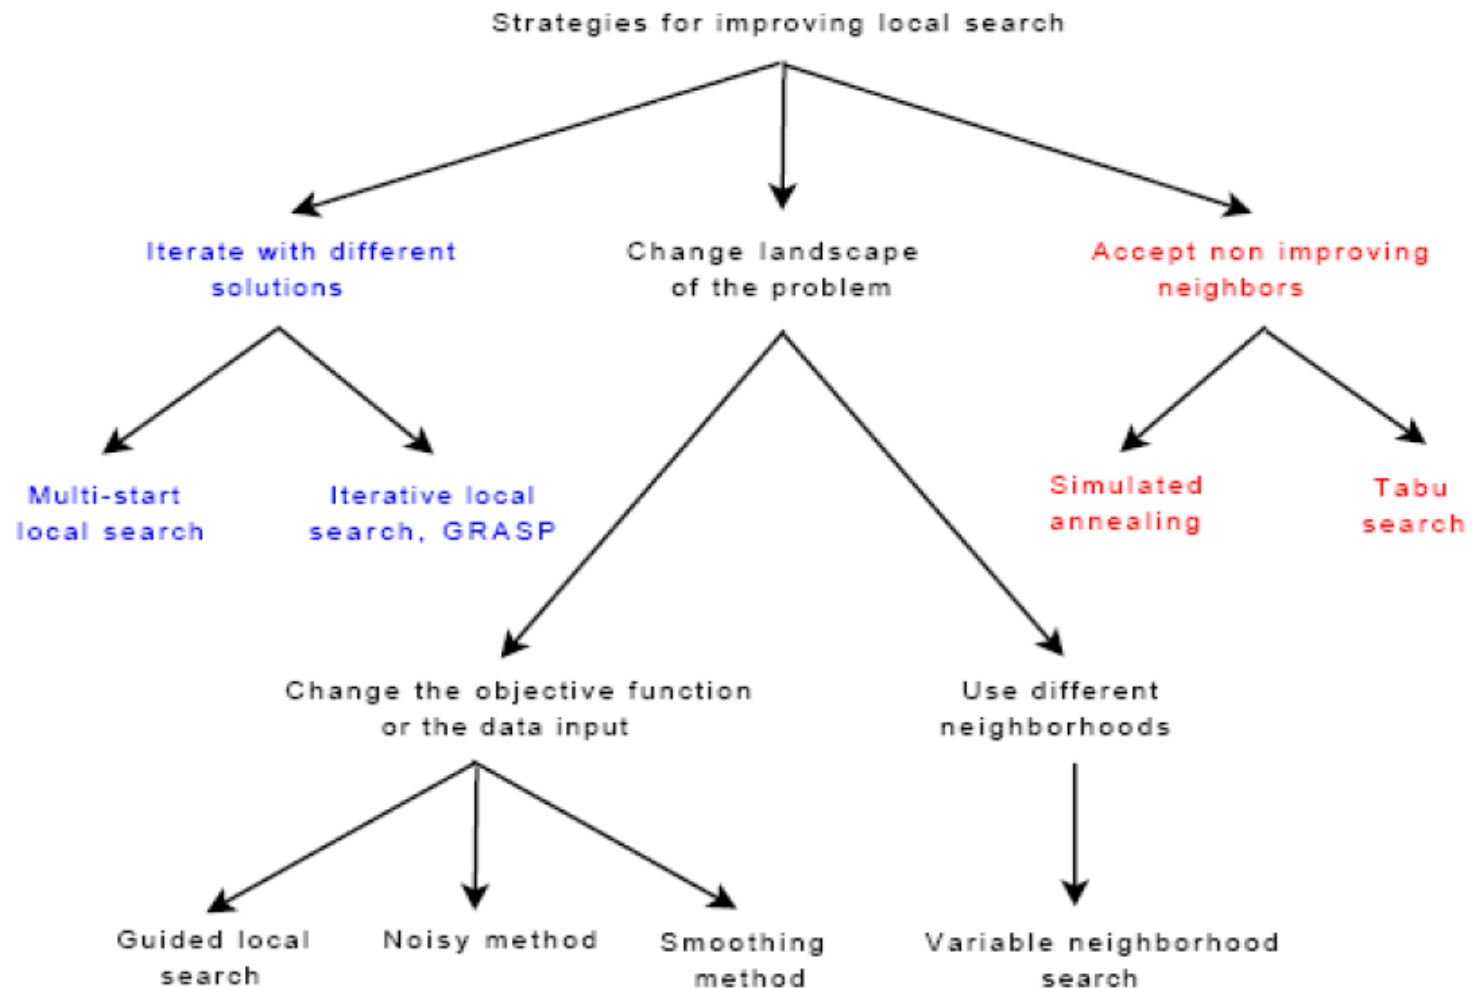 Strategies for improving local search
Iterate with different
solutions
Change landscape
of the problem
Accept non improving
neighbors
Multi-start
local search
Iterative local
search, GRASP
Simulated
annealing
Tabu
search
Change the objective function
or the data input
Use different
neighborhoods
Guided local
search
Noisy method
Smoothing
method
Variable neighborhood
search